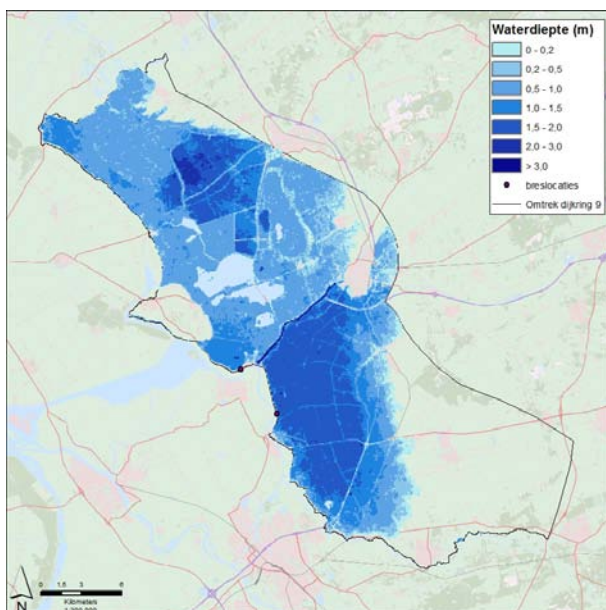 Waterdiepte (m)
0 - 0,2
0,2 - 0,5
0,5 - 1,0
1,0 - 1,5
1,5 - 2,0
2,0 - 3,0
> 3,0
breslocaties
Omtrek dijkring 9
N
0 1,5 3 6
Kilometers